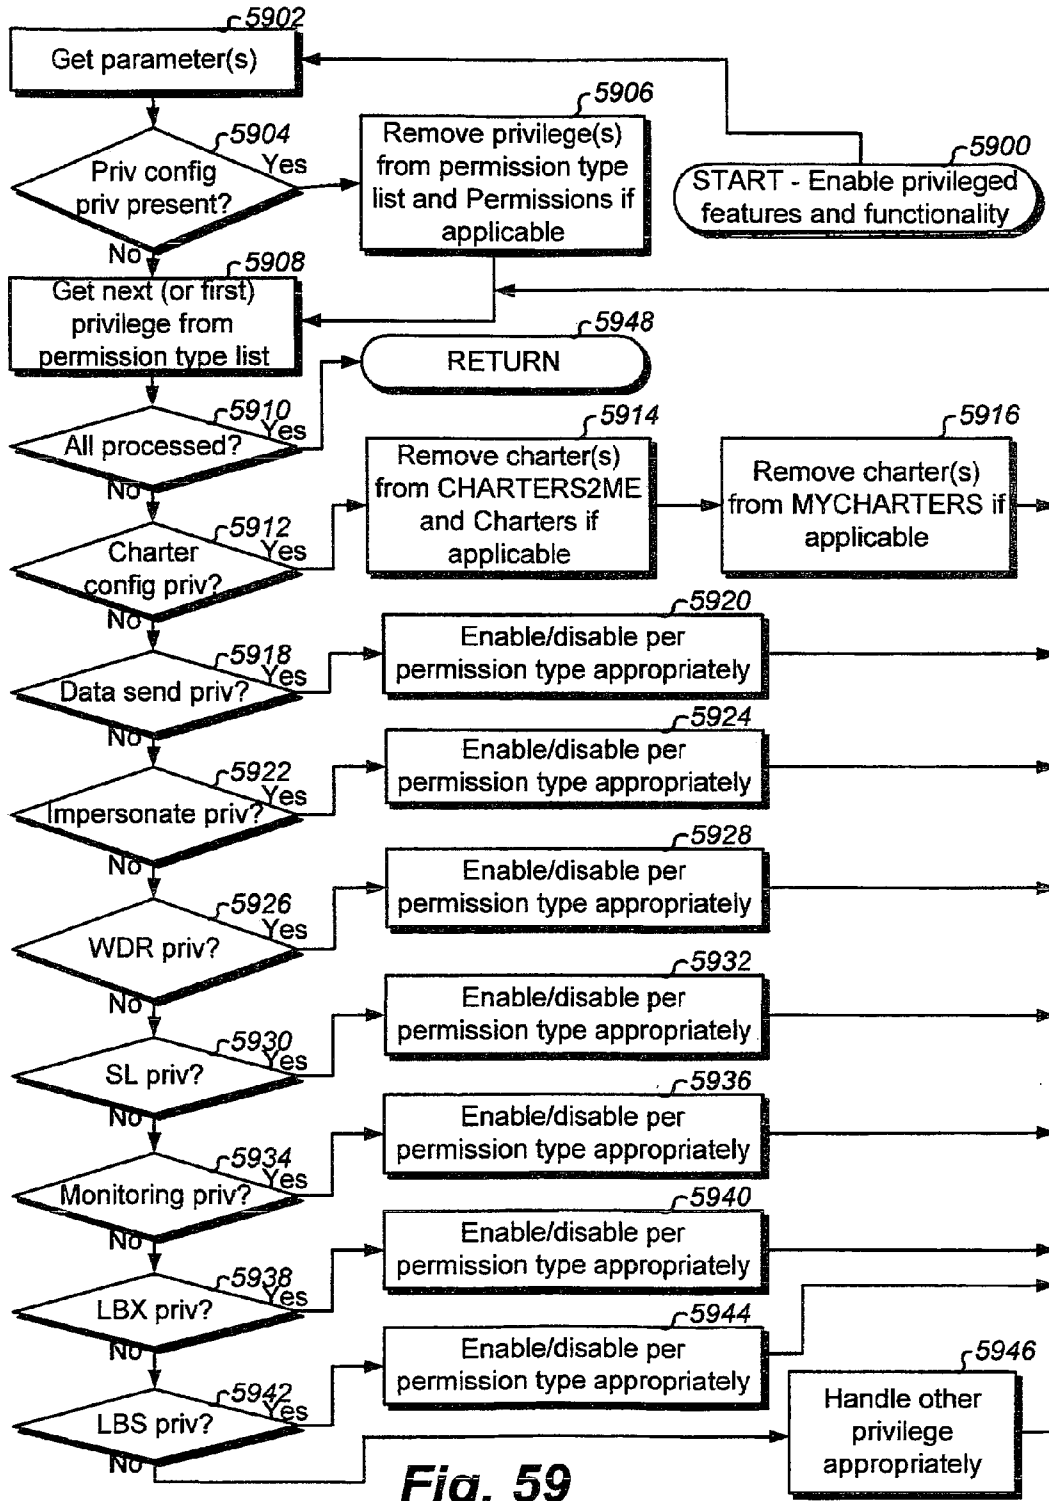 5902
Get parameter(s)
5904
Priv config
priv present?
Yes
No
5906
Remove privilege(s)
from permission type
list and Permissions if
applicable
5900
START - Enable privileged
features and functionality
5908
Get next (or first)
privilege from
permission type list
5948
RETURN
5910
All processed?
Yes
No
5912
Charter
config priv?
Yes
No
5914
Remove charter(s)
from CHARTERS2ME
and Charters if
applicable
5916
Remove charter(s)
from MYCHARTERS if
applicable
5918
Data send priv?
Yes
No
5920
Enable/disable per
permission type appropriately
5922
Impersonate priv?
Yes
No
5924
Enable/disable per
permission type appropriately
5926
WDR priv?
Yes
No
5928
Enable/disable per
permission type appropriately
5930
SL priv?
Yes
No
5932
Enable/disable per
permission type appropriately
5934
Monitoring priv?
Yes
No
5936
Enable/disable per
permission type appropriately
5938
LBX priv?
Yes
No
5940
Enable/disable per
permission type appropriately
5942
LBS priv?
Yes
No
5944
Enable/disable per
permission type appropriately
5946
Handle other
privilege
appropriately
Fig. 59